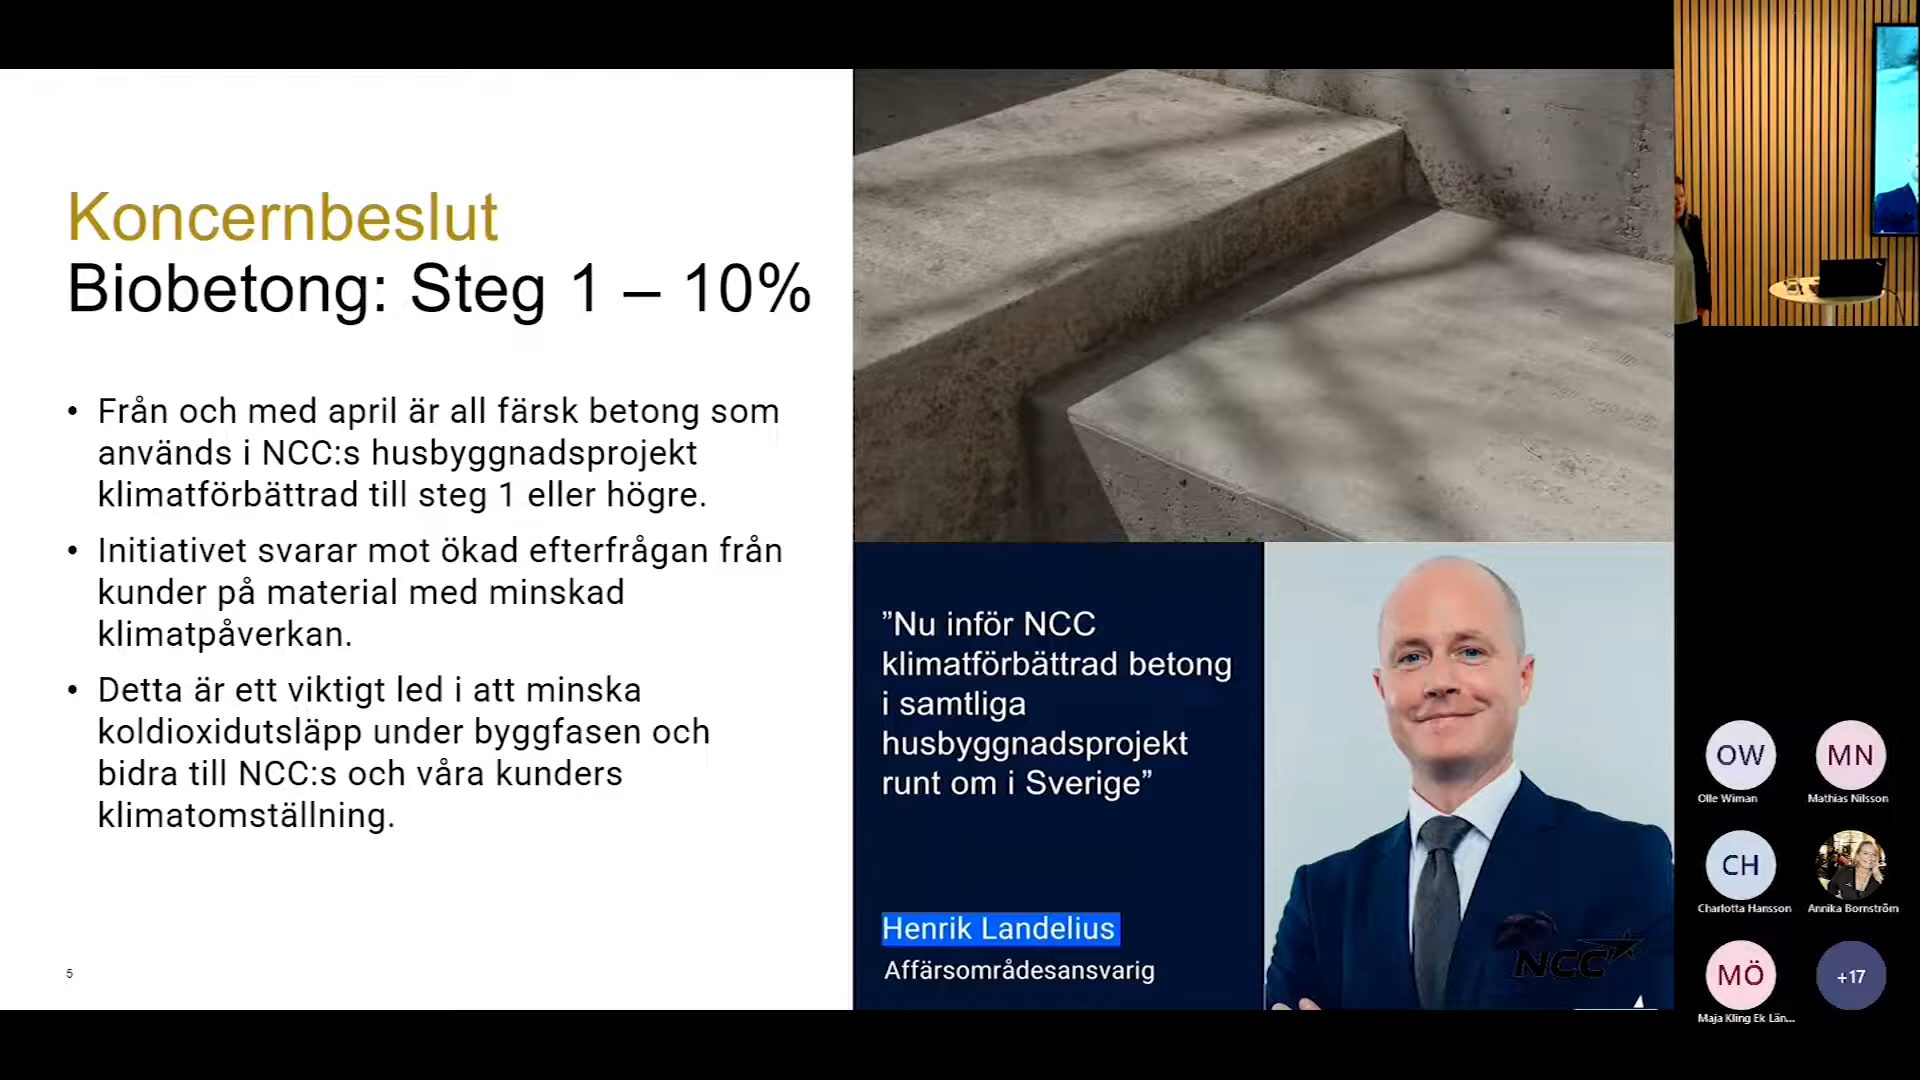 Koncernbeslut
Biobetong: Steg 1 – 10%
• Från och med april är all färsk betong som
används i NCC:s husbyggnadsprojekt
klimatförbättrad till steg 1 eller högre.
• Initiativet svarar mot ökad efterfrågan från
kunder på material med minskad
klimatpåverkan.
• Detta är ett viktigt led i att minska
koldioxidutsläpp under byggfasen och
bidra till NCC:s och våra kunders
klimatomställning.
5
”Nu inför NCC
klimatförbättrad betong
i samtliga
husbyggnadsprojekt
runt om i Sverige”
Henrik Landelius
Affärsområdesansvarig
NCC
OW
Olle Wiman
MN
Mathias Nilsson
CH
Charlotta Hansson
Annika Bornström
MÖ
Maja Kling Ek Län...
+17